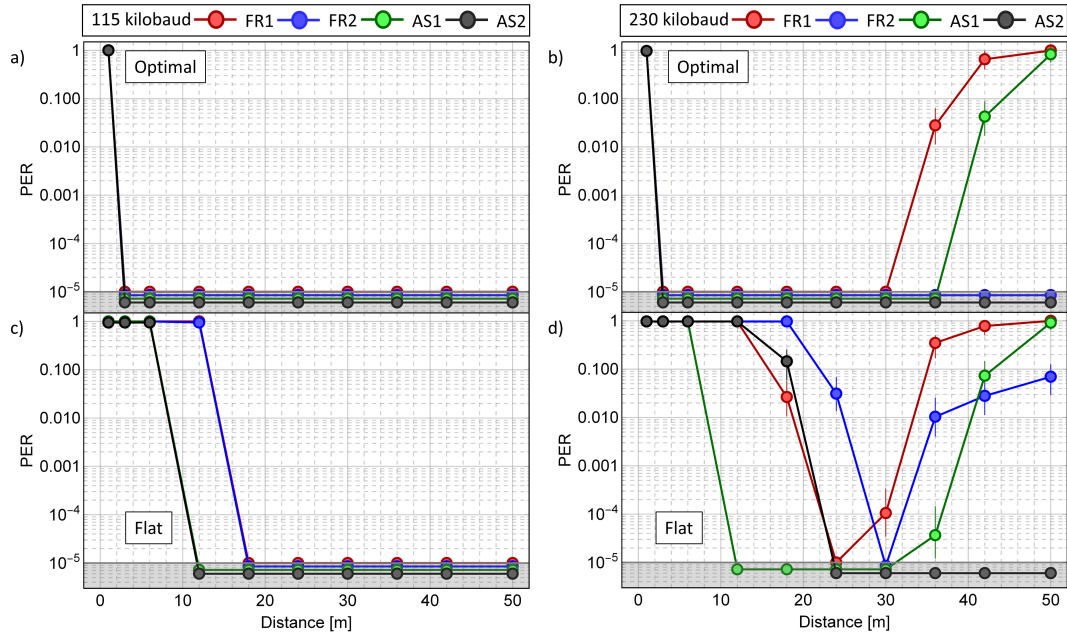 115 kilobaud FR1 FR2 AS1 AS2
230 kilobaud FR1 FR2 AS1 AS2
a)
Optimal
1
0.100
0.010
0.001
10⁻⁴
10⁻⁵
PER
b)
Optimal
1
0.100
0.010
0.001
10⁻⁴
10⁻⁵
PER
c)
Flat
1
0.100
0.010
0.001
10⁻⁴
10⁻⁵
PER
0 10 20 30 40 50
Distance [m]
d)
Flat
1
0.100
0.010
0.001
10⁻⁴
10⁻⁵
PER
0 10 20 30 40 50
Distance [m]